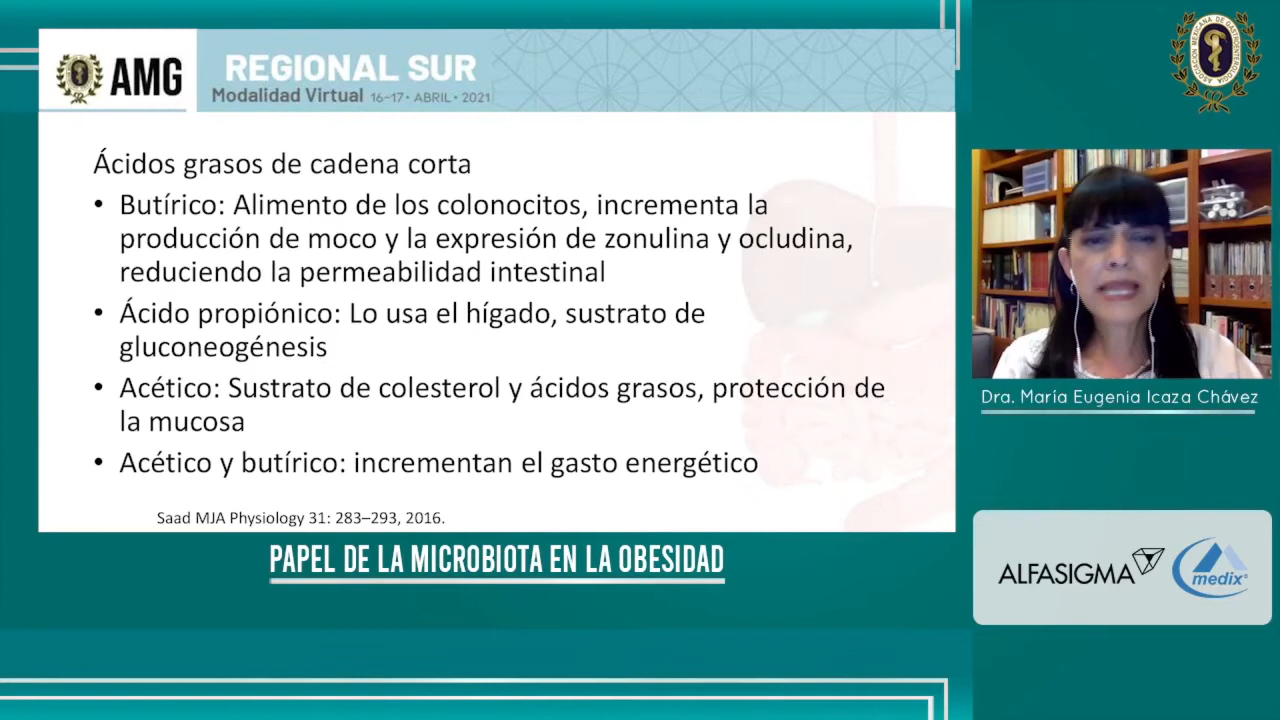 AMG
REGIONAL SUR
Modalidad Virtual 16-17 • ABRIL • 2021
Ácidos grasos de cadena corta
• Butírico: Alimento de los colonocitos, incrementa la
producción de moco y la expresión de zonulina y ocludina,
reduciendo la permeabilidad intestinal
• Ácido propiónico: Lo usa el hígado, sustrato de
gluconeogénesis
• Acético: Sustrato de colesterol y ácidos grasos, protección de
la mucosa
• Acético y butírico: incrementan el gasto energético
Saad MJA Physiology 31: 283–293, 2016.
PAPEL DE LA MICROBIOTA EN LA OBESIDAD
ASOCIACIÓN MEXICANA DE GASTROENTEROLOGÍA
Dra. María Eugenia Icaza Chávez
ALFASIGMA
medix®